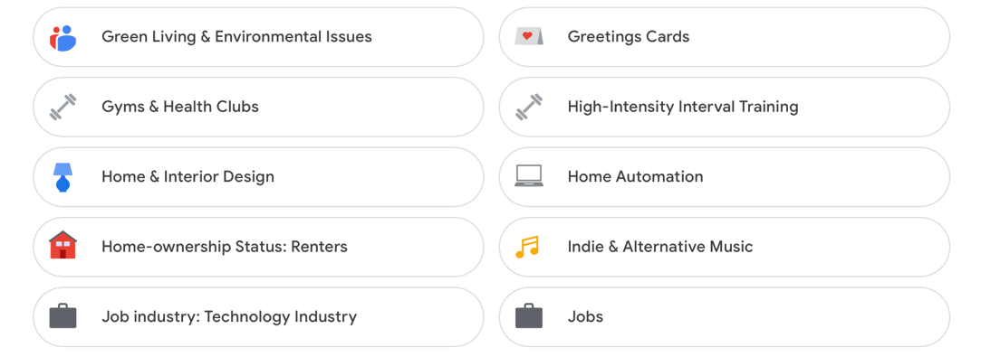 Green Living & Environmental Issues
Greetings Cards
Gyms & Health Clubs
High-Intensity Interval Training
Home & Interior Design
Home Automation
Home-ownership Status: Renters
Indie & Alternative Music
Job industry: Technology Industry
Jobs